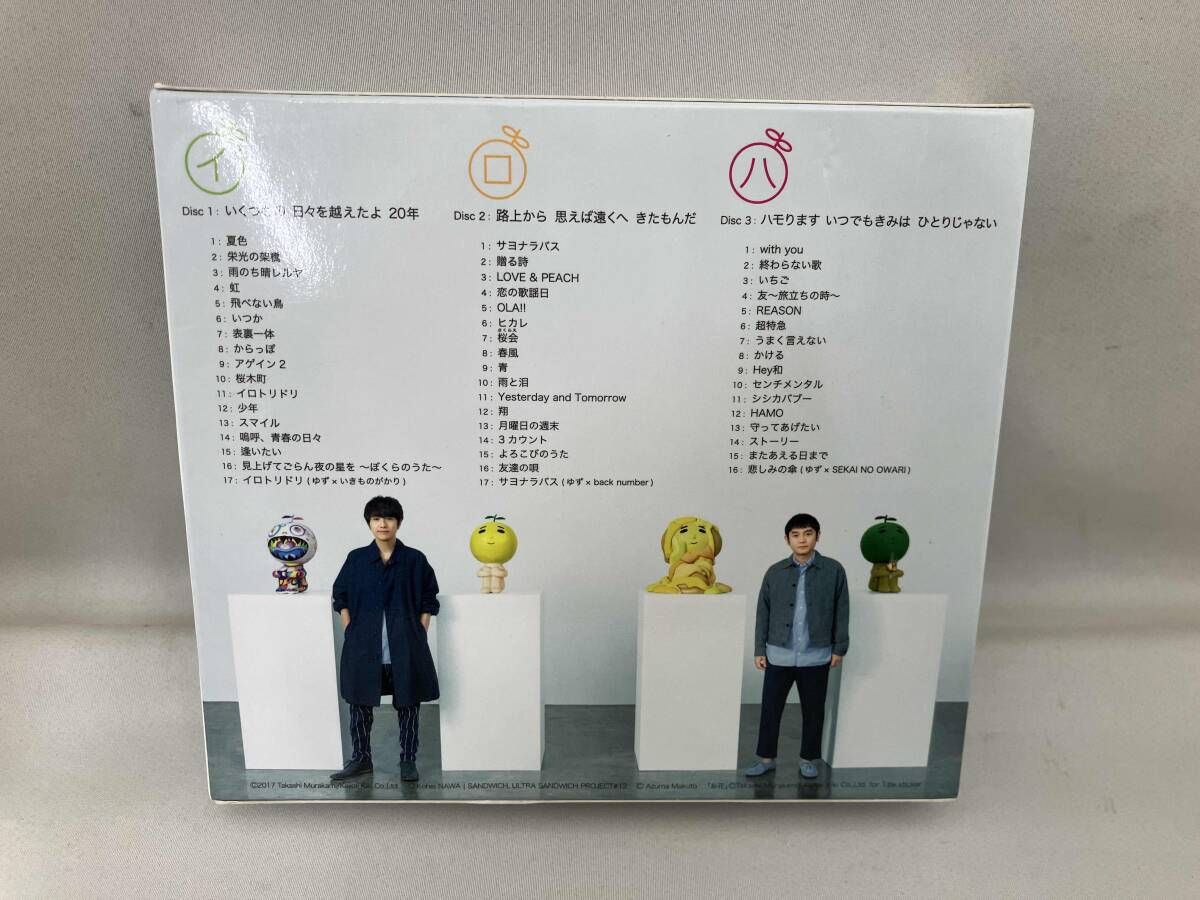 イ
Disc 1 : いくつもの 日々を越えたよ 20年
1 : 夏色
2 : 栄光の架橋
3 : 雨のち晴レルヤ
4 : 虹
5 : 飛べない鳥
6 : いつか
7 : 表裏一体
8 : からっぽ
9 : アゲイン2
10 : 桜木町
11 : イロトリドリ
12 : 少年
13 : スマイル
14 : 嗚呼、青春の日々
15 : 逢いたい
16 : 見上げてごらん夜の星を 〜ぼくらのうた〜
17 : イロトリドリ ( ゆず × いきものがかり )
ロ
Disc 2 : 路上から 思えば遠くへ きたもんだ
1 : サヨナラバス
2 : 贈る詩
3 : LOVE & PEACH
4 : 恋の歌謡日
5 : OLA!!
6 : ヒカレ
7 : 桜会
8 : 春風
9 : 青
10 : 雨と泪
11 : Yesterday and Tomorrow
12 : 翔
13 : 月曜日の週末
14 : 3カウント
15 : よろこびのうた
16 : 友達の唄
17 : サヨナラバス ( ゆず × back number )
ハ
Disc 3 : ハモります いつでもきみは ひとりじゃない
1 : with you
2 : 終わらない歌
3 : いちご
4 : 友〜旅立ちの時〜
5 : REASON
6 : 超特急
7 : うまく言えない
8 : かける
9 : Hey和
10 : センチメンタル
11 : シシカバブー
12 : HAMO
13 : 守ってあげたい
14 : ストーリー
15 : またあえる日まで
16 : 悲しみの傘 ( ゆず × SEKAI NO OWARI )
©2017 Takashi Murakami/Kaikai Kiki Co.,Ltd. © Kohei NAWA | SANDWICH, ULTRA SANDWICH PROJECT#12 © Azuma Makoto